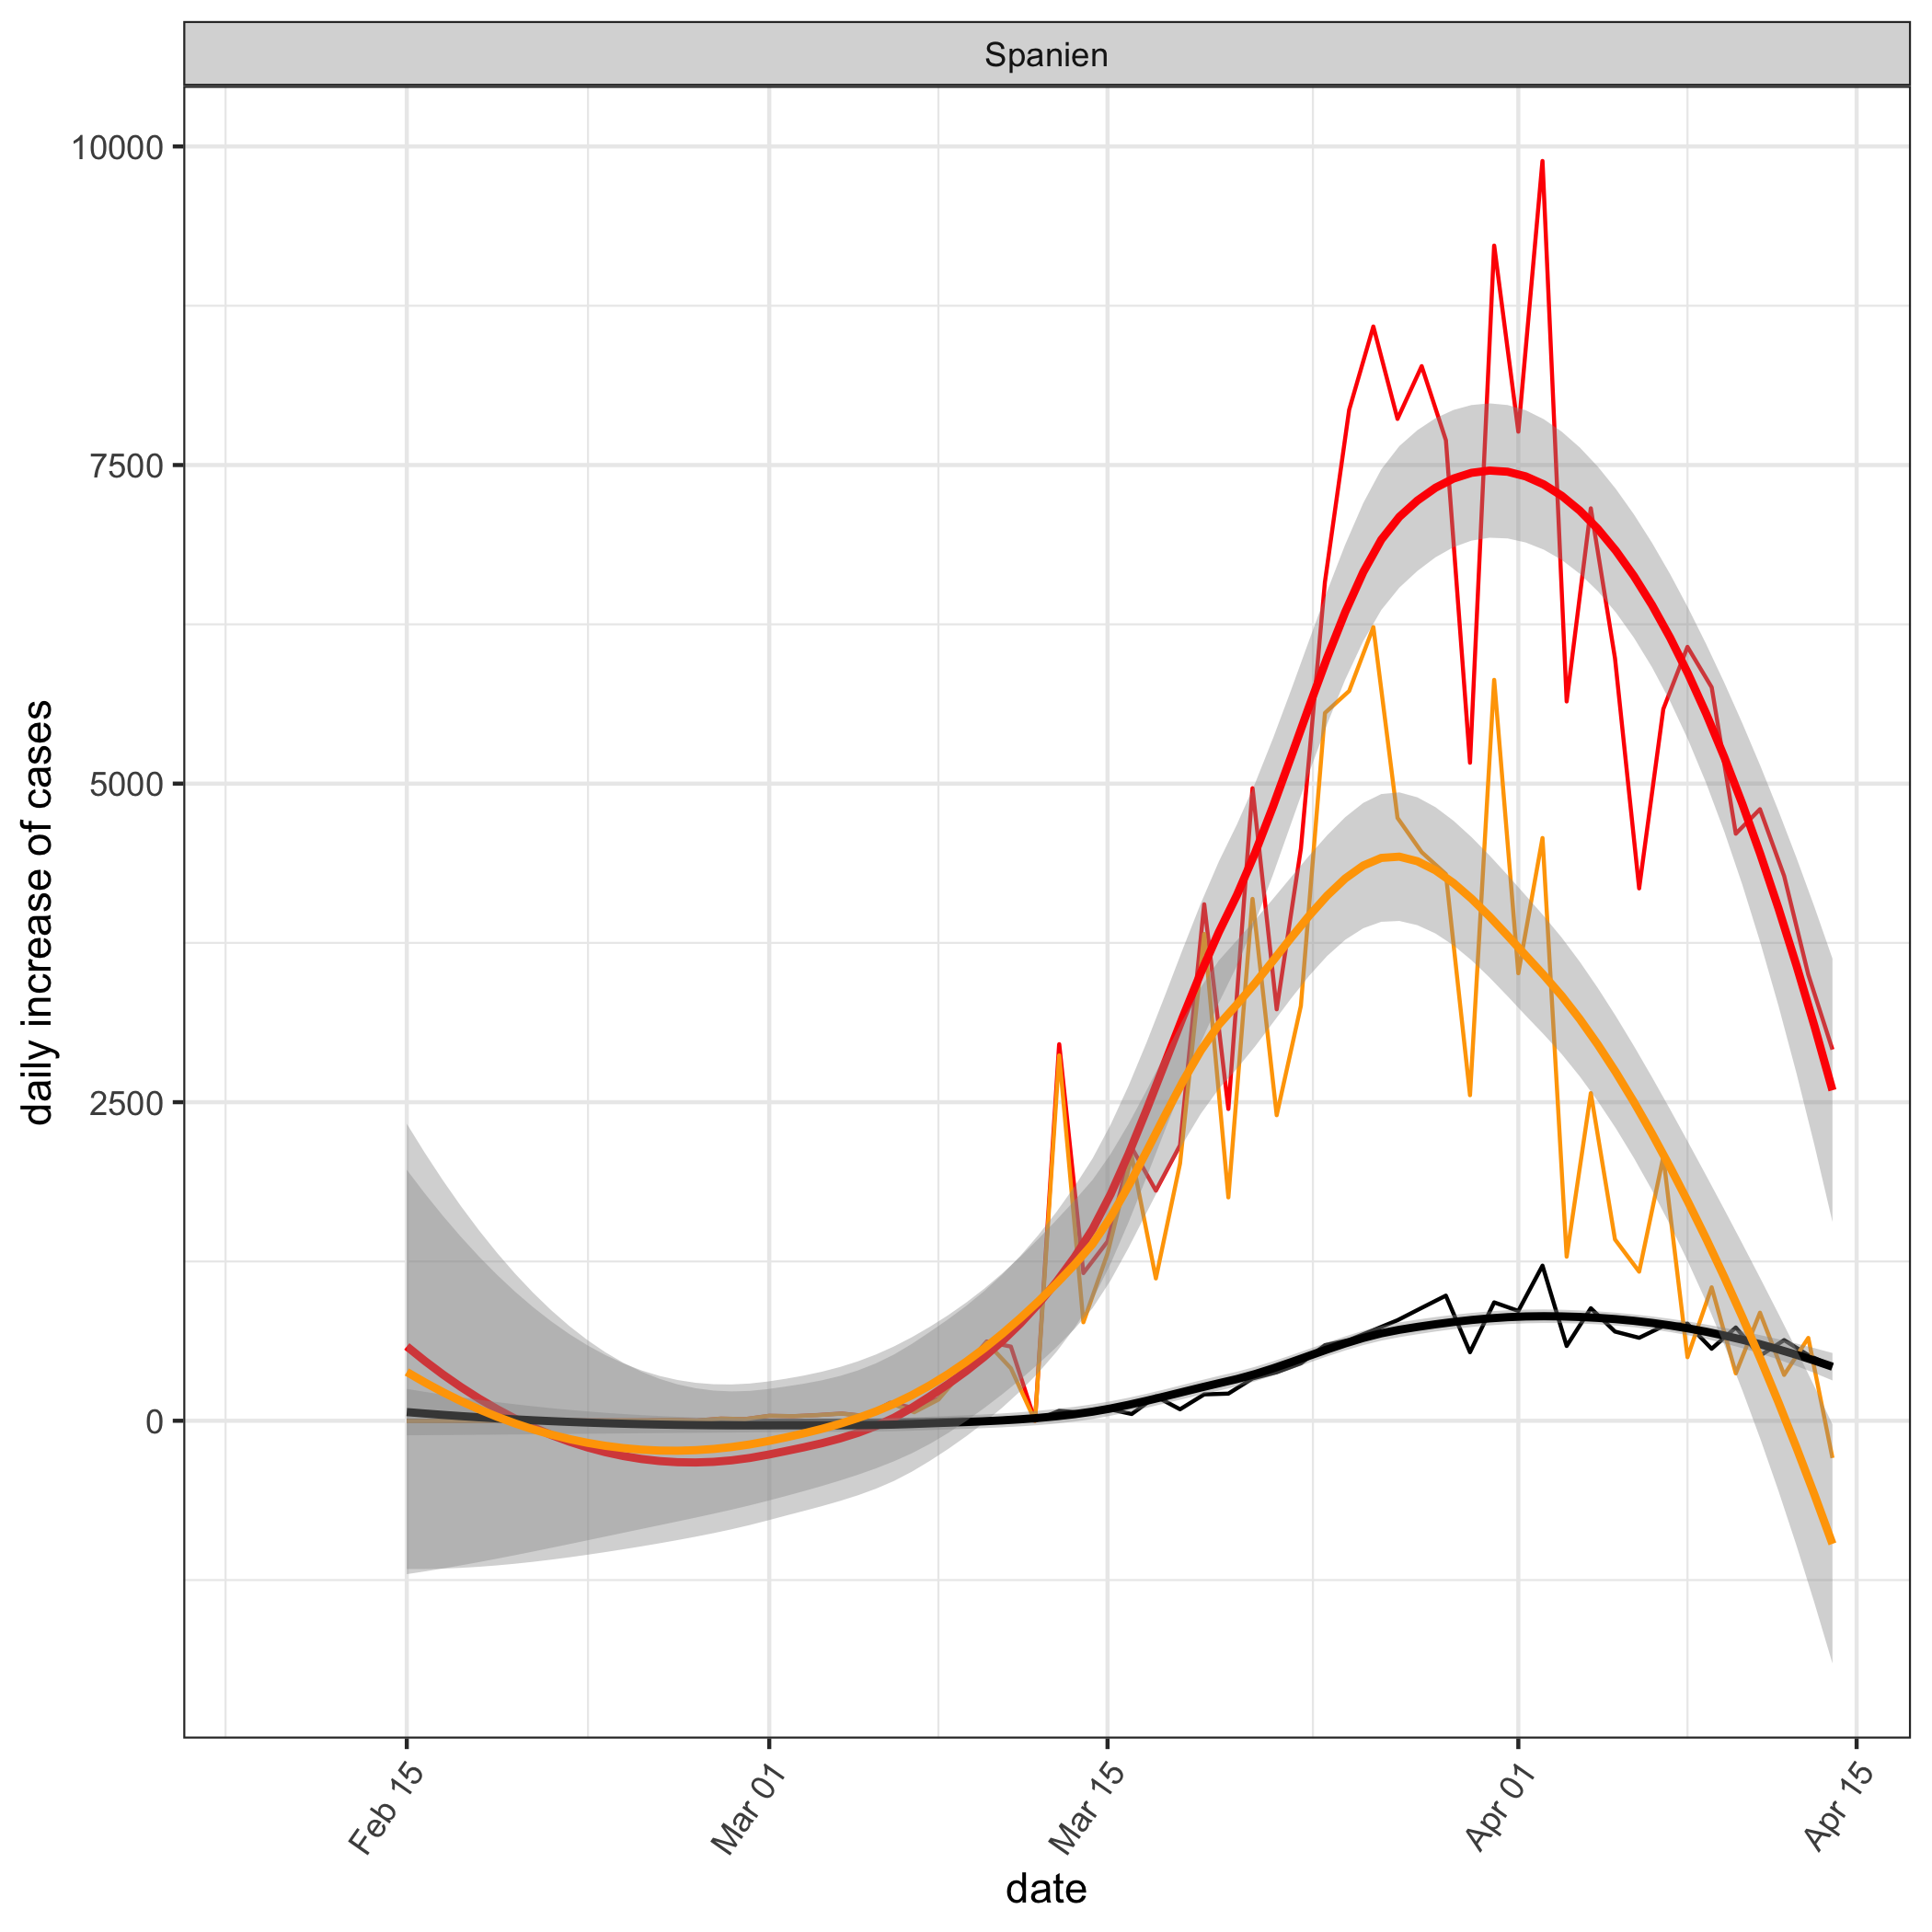 Spanien
10000
7500
5000
2500
0
daily increase of cases
Feb 15
Mar 01
Mar 15
Apr 01
Apr 15
date